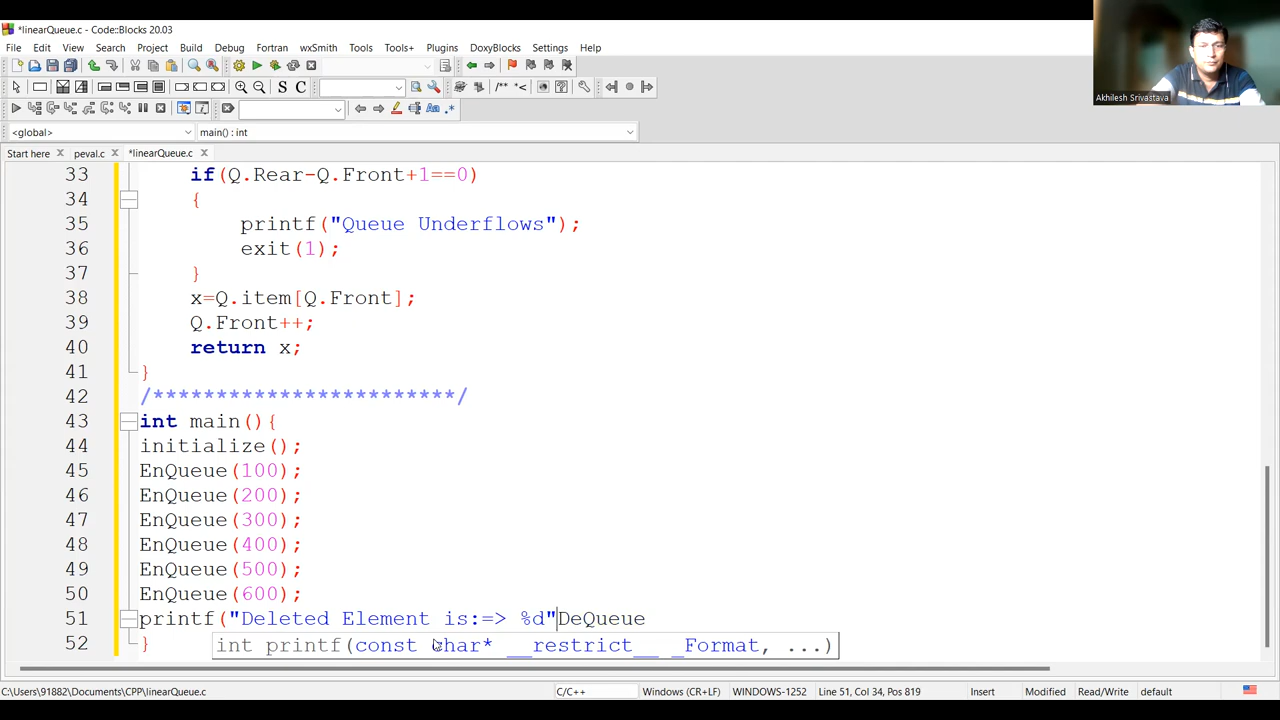 *linearQueue.c - Code::Blocks 20.03
File Edit View Search Project Build Debug Fortran wxSmith Tools Tools+ Plugins DoxyBlocks Settings Help
S C /** *<
Aa .*
<global> main() : int
Start here peval.c *linearQueue.c
33 if(Q.Rear-Q.Front+1==0)
34 {
35 printf("Queue Underflows");
36 exit(1);
37 }
38 x=Q.item[Q.Front];
39 Q.Front++;
40 return x;
41 }
42 /************************/
43 int main(){
44 initialize();
45 EnQueue(100);
46 EnQueue(200);
47 EnQueue(300);
48 EnQueue(400);
49 EnQueue(500);
50 EnQueue(600);
51 printf("Deleted Element is:=> %d"DeQueue
52 }
int printf(const char* __restrict__ _Format, ...)
C:\Users\91882\Documents\CPP\linearQueue.c C/C++ Windows (CR+LF) WINDOWS-1252 Line 51, Col 34, Pos 819 Insert Modified Read/Write default
Akhilesh Srivastava